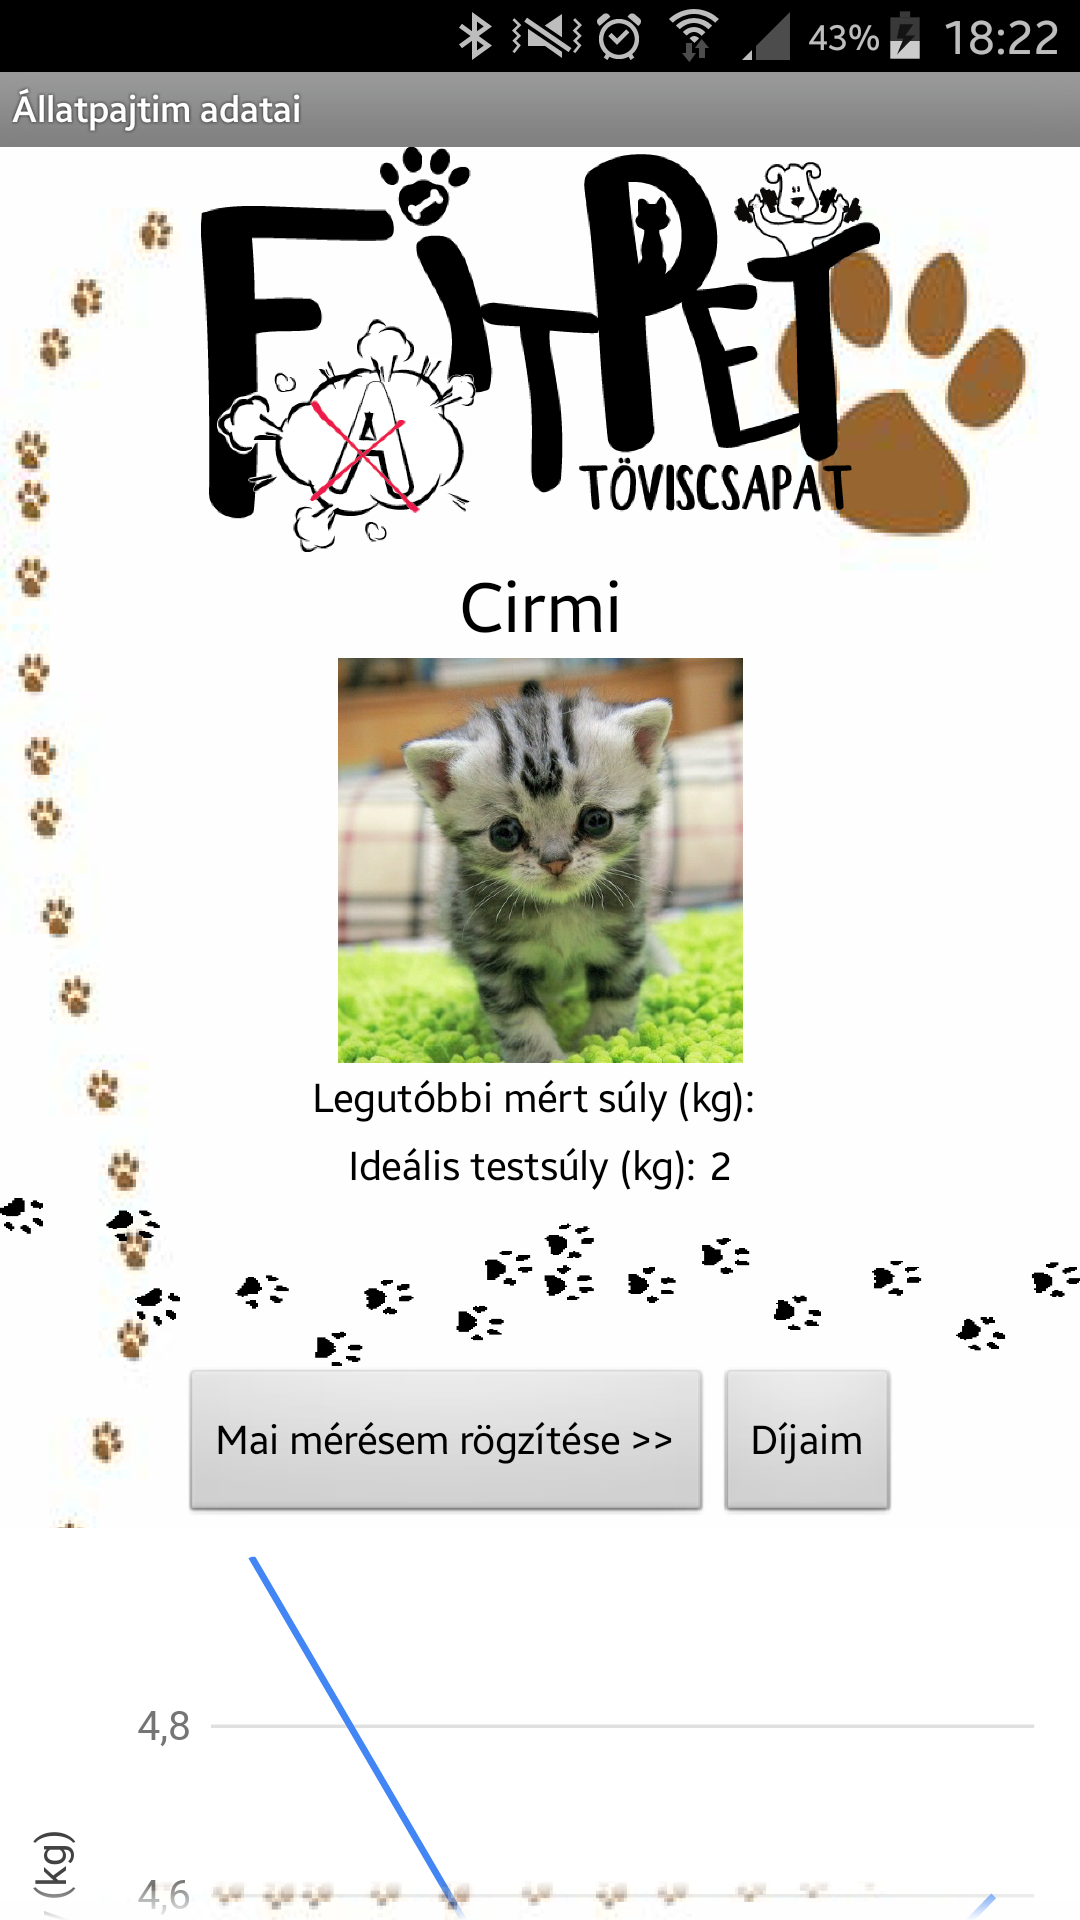 43% 18:22
Állatpajtim adatai
FitPet
A
TÖVISCSAPAT
Cirmi
Legutóbbi mért súly (kg):
Ideális testsúly (kg): 2
Mai mérésem rögzítése >> Díjaim
4,8
(kg)
4,6